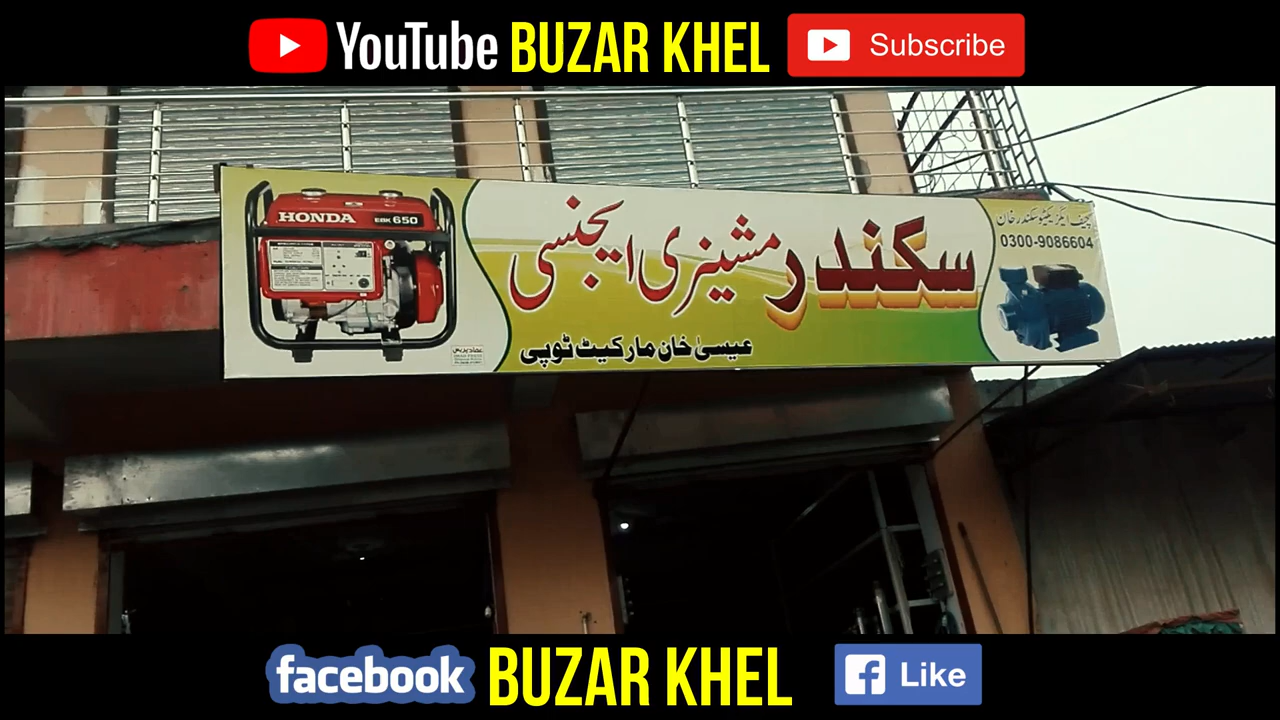 YouTube BUZAR KHEL Subscribe
HONDA EBK 650
سکندر مشینری ایجنسی
عیسیٰ خان مارکیٹ ٹوپی
چیف ایگزیکٹیو سکندر خان
0300-9086604
facebook BUZAR KHEL Like